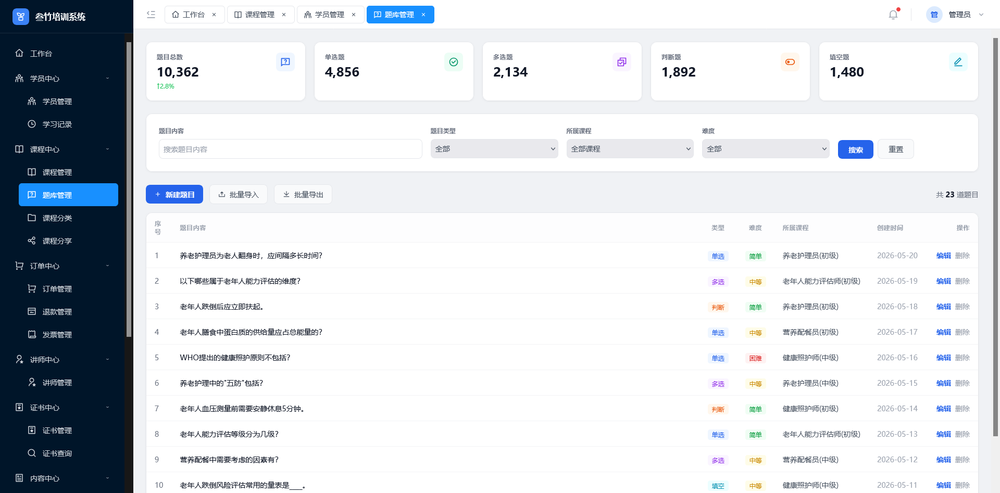 叁竹培训系统
工作台
学员中心
学员管理
学习记录
课程中心
课程管理
题库管理
课程分类
课程分享
订单中心
订单管理
退款管理
发票管理
讲师中心
讲师管理
证书中心
证书管理
证书查询
内容中心
工作台 × 课程管理 × 学员管理 × 题库管理 ×
管 管理员
题目总数
10,362
↑2.8%
单选题
4,856
多选题
2,134
判断题
1,892
填空题
1,480
题目内容 题目类型 所属课程 难度
搜索题目内容 全部 全部课程 全部 搜索 重置
+ 新建题目 批量导入 批量导出 共 23 道题目
序号 题目内容 类型 难度 所属课程 创建时间 操作
1 养老护理员为老人翻身时，应间隔多长时间？ 单选 简单 养老护理员(初级) 2026-05-20 编辑 删除
2 以下哪些属于老年人能力评估的维度？ 多选 中等 老年人能力评估师(初级) 2026-05-19 编辑 删除
3 老年人跌倒后应立即扶起。 判断 简单 养老护理员(初级) 2026-05-18 编辑 删除
4 老年人膳食中蛋白质的供给量应占总能量的？ 单选 中等 营养配餐员(初级) 2026-05-17 编辑 删除
5 WHO提出的健康照护原则不包括？ 单选 困难 健康照护师(中级) 2026-05-16 编辑 删除
6 养老护理中的"五防"包括？ 多选 中等 养老护理员(中级) 2026-05-15 编辑 删除
7 老年人血压测量前需要安静休息5分钟。 判断 简单 健康照护师(初级) 2026-05-14 编辑 删除
8 老年人能力评估等级分为几级？ 单选 简单 老年人能力评估师(初级) 2026-05-13 编辑 删除
9 营养配餐中需要考虑的因素有？ 多选 中等 营养配餐员(中级) 2026-05-12 编辑 删除
10 老年人跌倒风险评估常用的量表是___。 填空 中等 健康照护师(中级) 2026-05-11 编辑 删除